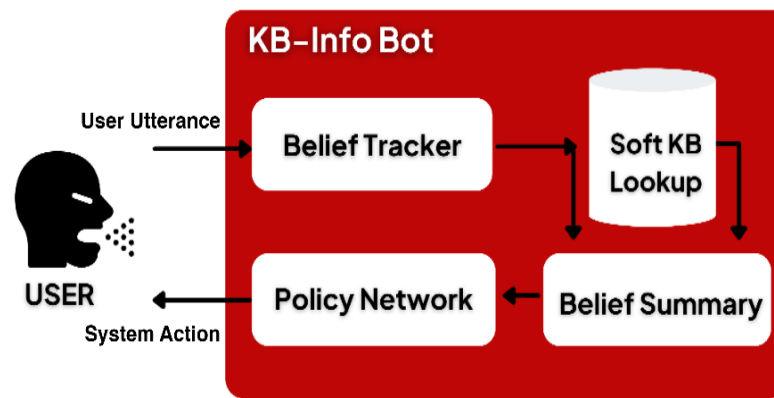 KB-Info Bot
User Utterance
Belief Tracker
Soft KB
Lookup
USER
Policy Network
Belief Summary
System Action